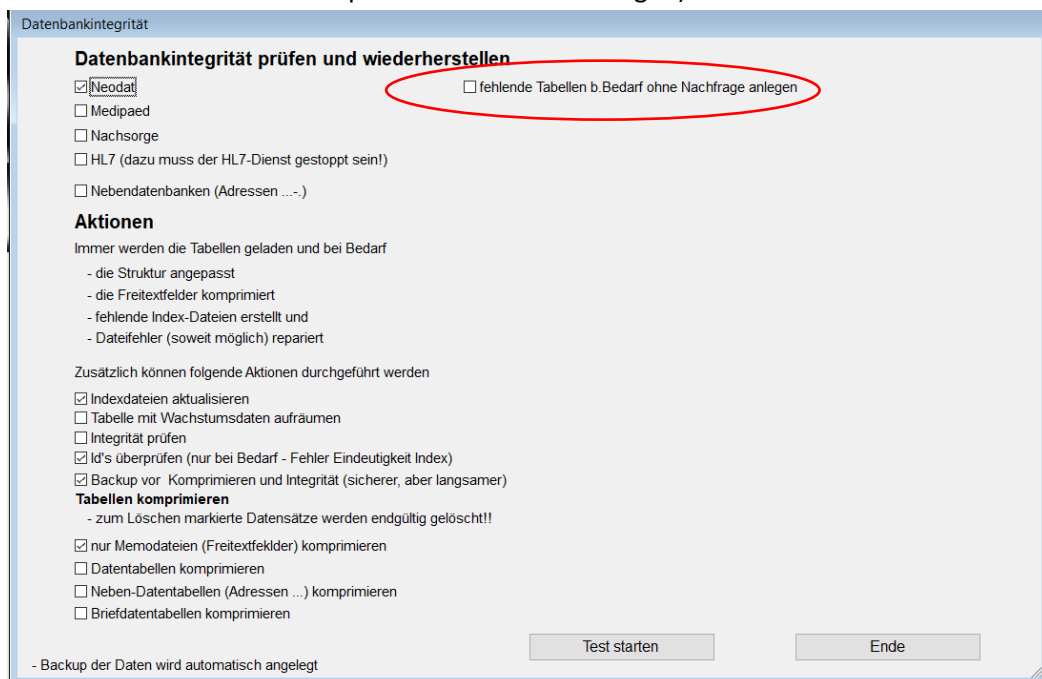 Datenbankintegrität
Datenbankintegrität prüfen und wiederherstellen
Neodat
fehlende Tabellen b.Bedarf ohne Nachfrage anlegen
Medipaed
Nachsorge
HL7 (dazu muss der HL7-Dienst gestoppt sein!)
Nebendatenbanken (Adressen ...-.)
Aktionen
Immer werden die Tabellen geladen und bei Bedarf
- die Struktur angepasst
- die Freitextfelder komprimiert
- fehlende Index-Dateien erstellt und
- Dateifehler (soweit möglich) repariert
Zusätzlich können folgende Aktionen durchgeführt werden
Indexdateien aktualisieren
Tabelle mit Wachstumsdaten aufräumen
Integrität prüfen
Id's überprüfen (nur bei Bedarf - Fehler Eindeutigkeit Index)
Backup vor Komprimieren und Integrität (sicherer, aber langsamer)
Tabellen komprimieren
- zum Löschen markierte Datensätze werden endgültig gelöscht!!
nur Memodateien (Freitextfeklder) komprimieren
Datentabellen komprimieren
Neben-Datentabellen (Adressen ...) komprimieren
Briefdatentabellen komprimieren
Test starten
Ende
- Backup der Daten wird automatisch angelegt